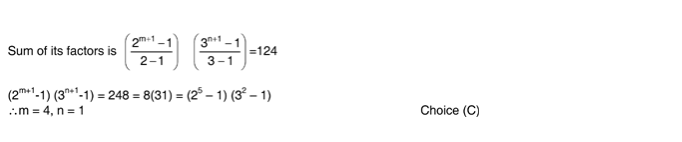 Sum of its factors is (2^(m+1) – 1)/(2 – 1) (3^(n+1) – 1)/(3 – 1) =124
(2^(m+1)-1) (3^(n+1)-1) = 248 = 8(31) = (2^5 – 1) (3^2 – 1)
∴m = 4, n = 1 Choice (C)